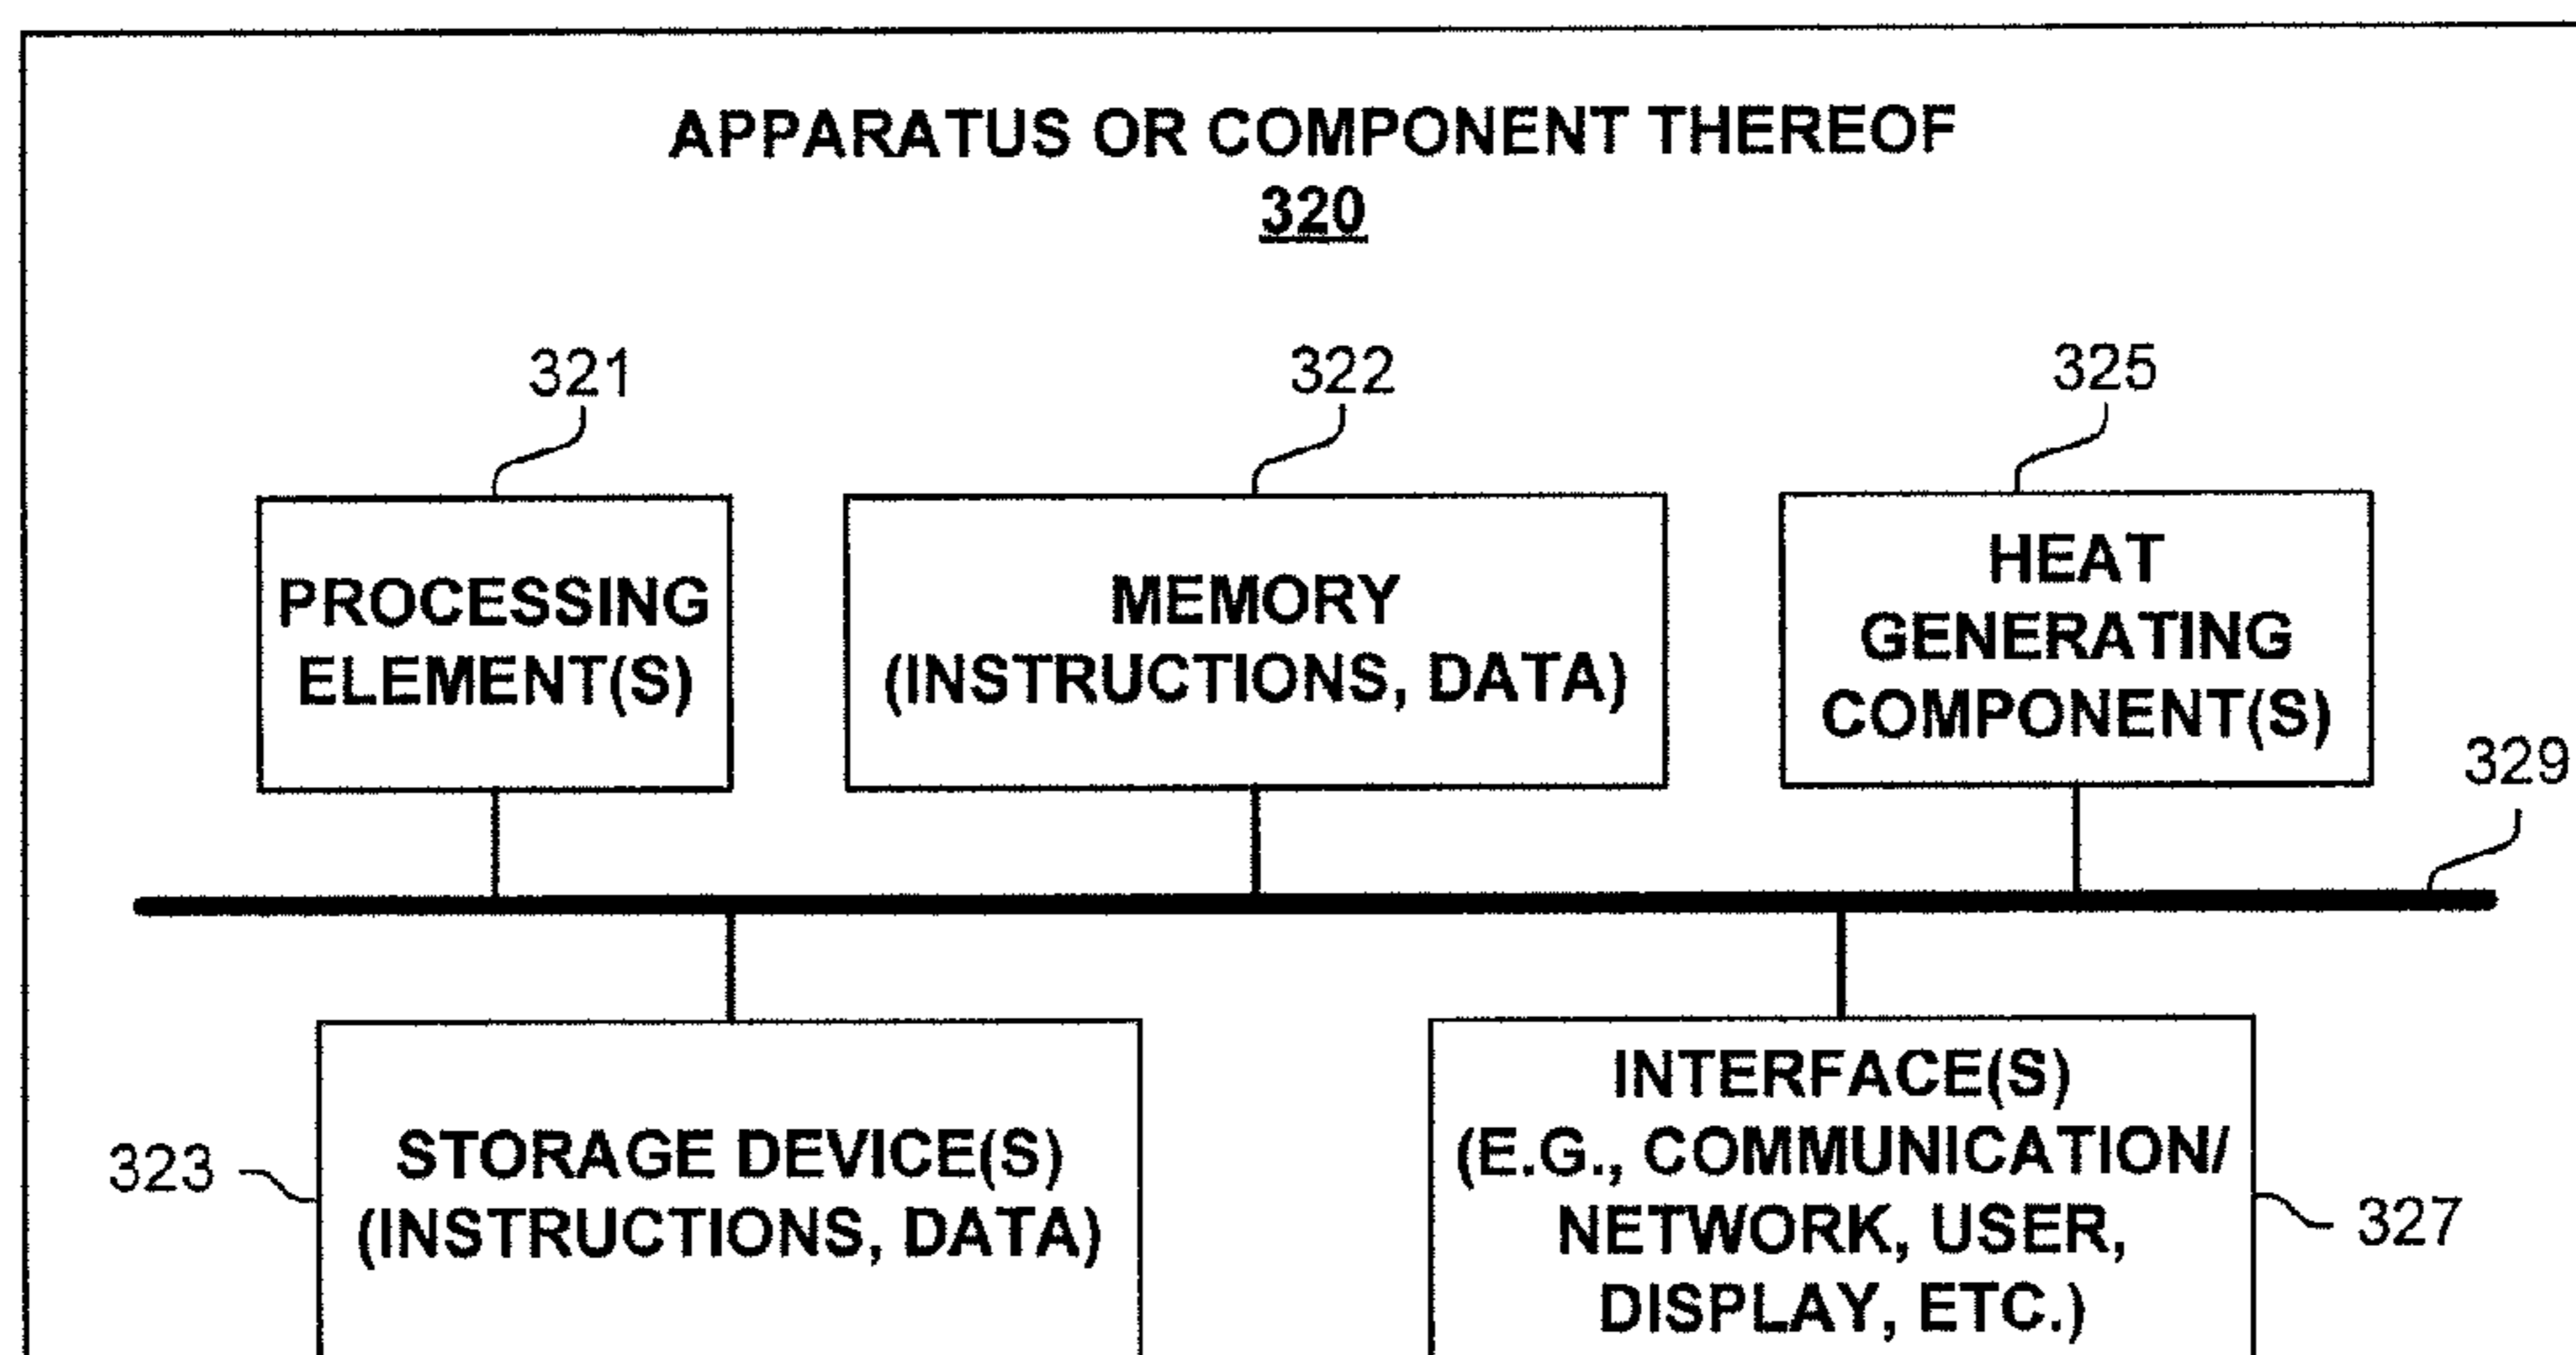 APPARATUS OR COMPONENT THEREOF
320
321
322
325
PROCESSING
ELEMENT(S)
MEMORY
(INSTRUCTIONS, DATA)
HEAT
GENERATING
COMPONENT(S)
329
323
STORAGE DEVICE(S)
(INSTRUCTIONS, DATA)
INTERFACE(S)
(E.G., COMMUNICATION/
NETWORK, USER,
DISPLAY, ETC.)
327